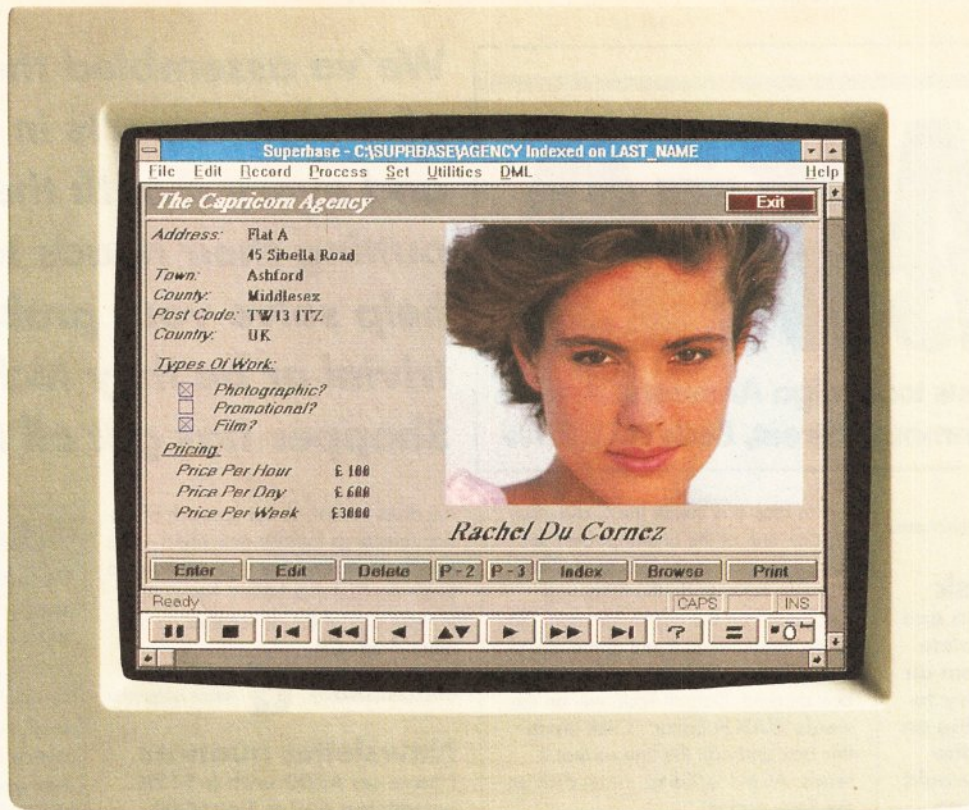 Superbase - C:\SUPRBASE\AGENCY Indexed on LAST_NAME
File Edit Record Process Set Utilities DML Help
The Capricorn Agency Exit
Address: Flat A
45 Sibella Road
Town: Ashford
County: Middlesex
Post Code: TW13 1TZ
Country: UK
Types Of Work:
Photographic?
Promotional?
Film?
Pricing:
Price Per Hour £ 100
Price Per Day £ 600
Price Per Week £3000
Rachel Du Cornez
Enter Edit Delete P-2 P-3 Index Browse Print
Ready CAPS INS